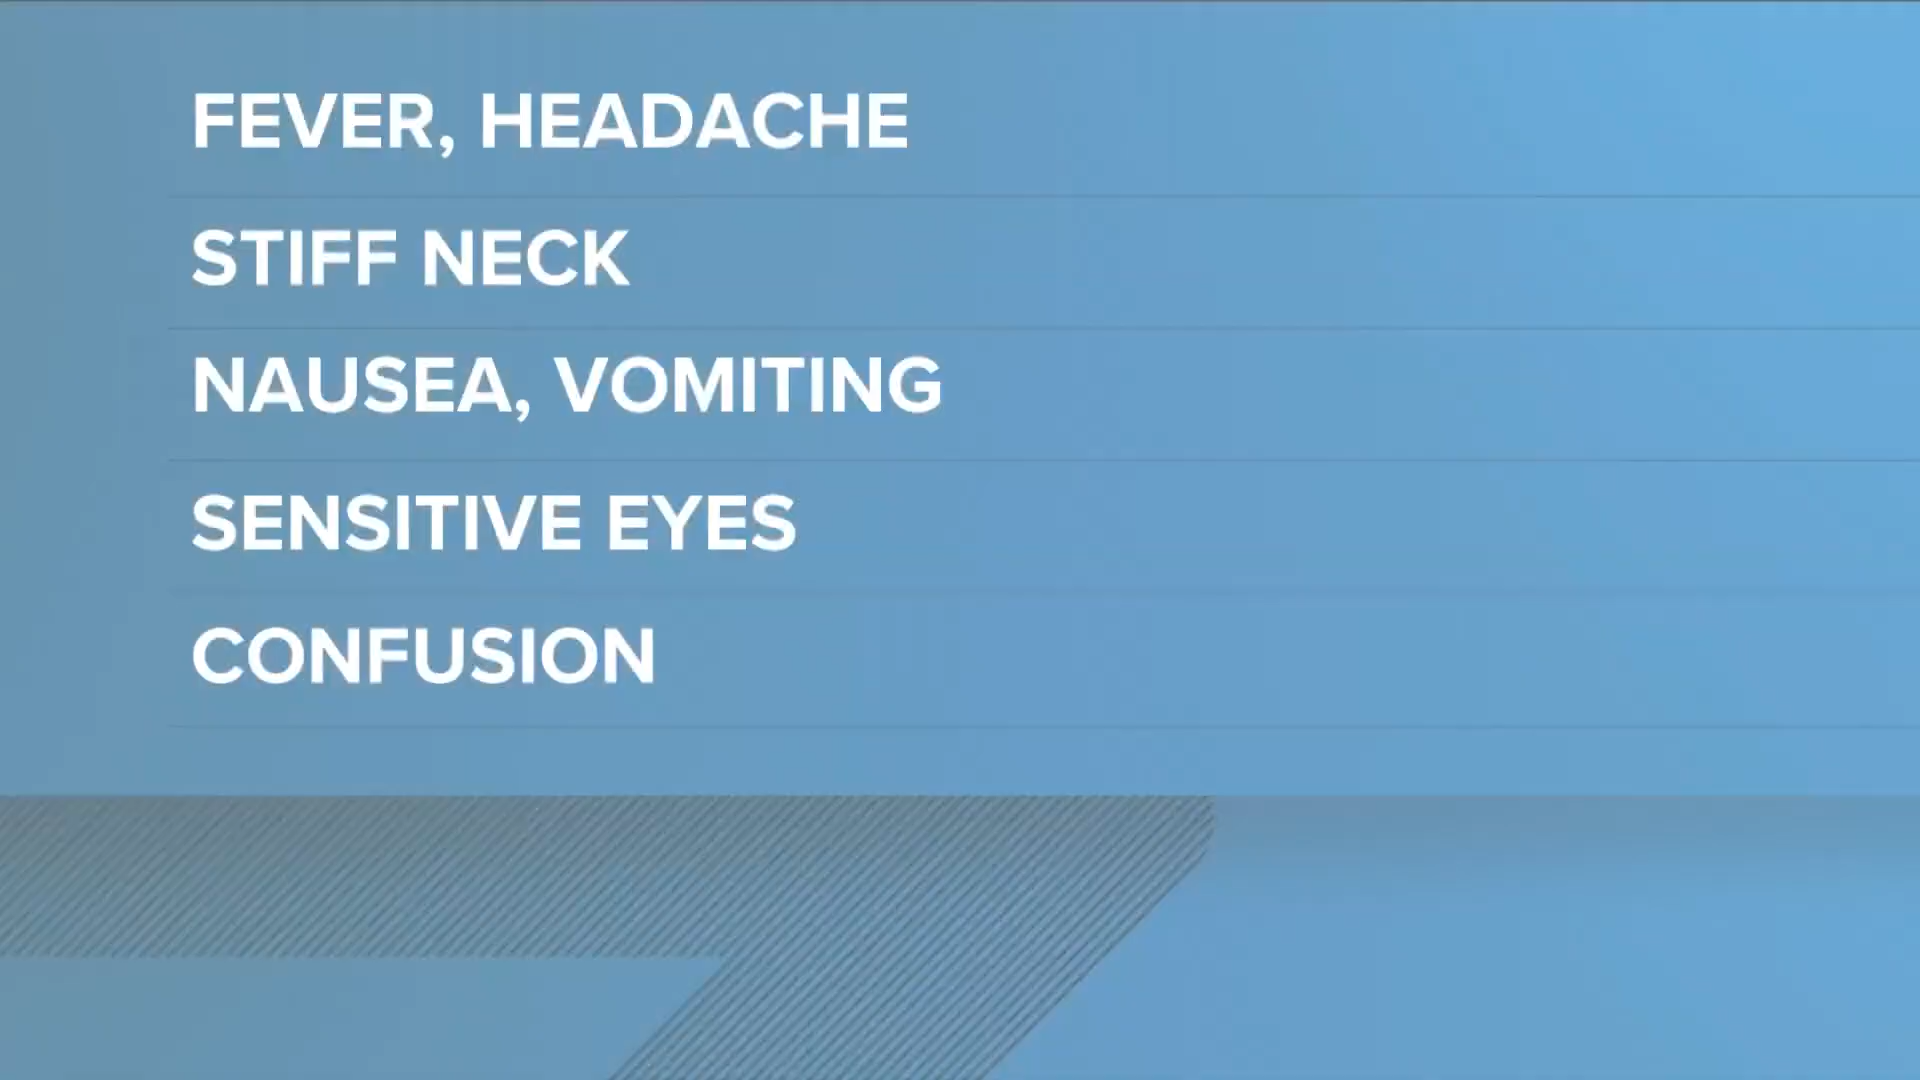 FEVER, HEADACHE
STIFF NECK
NAUSEA, VOMITING
SENSITIVE EYES
CONFUSION